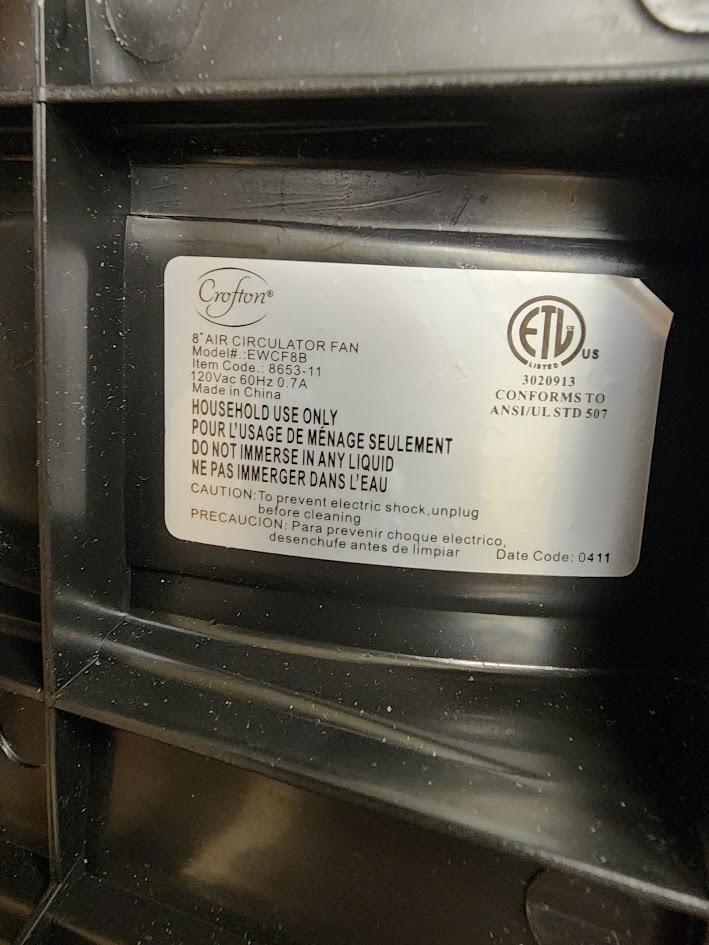 Crofton®
8" AIR CIRCULATOR FAN
Model#.:EWCF8B
Item Code.: 8653-11
120Vac 60Hz 0.7A
Made in China
HOUSEHOLD USE ONLY
POUR L'USAGE DE MÉNAGE SEULEMENT
DO NOT IMMERSE IN ANY LIQUID
NE PAS IMMERGER DANS L'EAU
CAUTION: To prevent electric shock, unplug
before cleaning
PRECAUCION: Para prevenir choque electrico,
desenchufe antes de limpiar
Date Code: 0411
ETL US
LISTED
3020913
CONFORMS TO
ANSI/UL STD 507